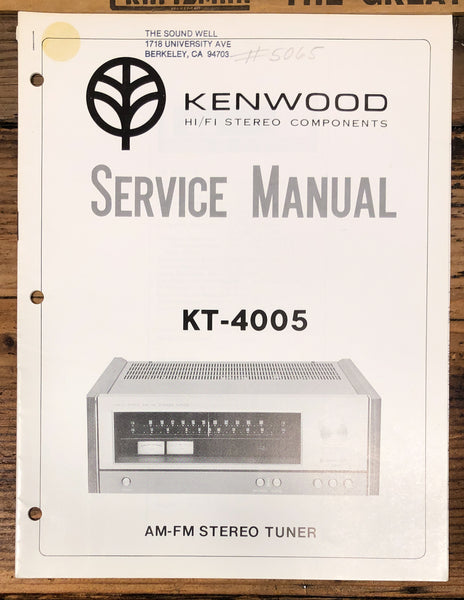 THE SOUND WELL
1718 UNIVERSITY AVE
BERKELEY, CA 94703
#5065
KENWOOD
HI/FI STEREO COMPONENTS
SERVICE MANUAL
KT-4005
AM-FM STEREO TUNER